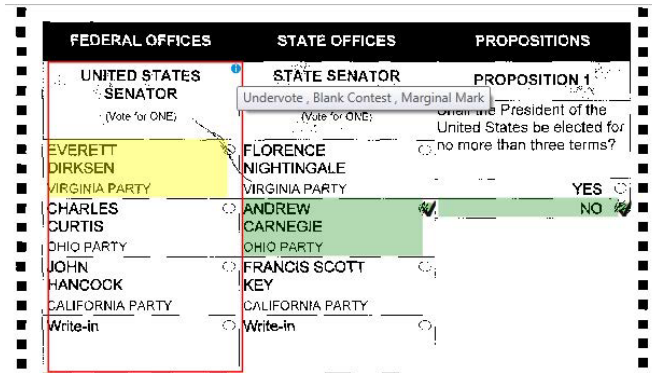 FEDERAL OFFICES
STATE OFFICES
PROPOSITIONS
UNITED STATES
SENATOR
(Vote for ONE)
EVERETT
DIRKSEN
VIRGINIA PARTY
CHARLES
CURTIS
OHIO PARTY
JOHN
HANCOCK
CALIFORNIA PARTY
Write-in
STATE SENATOR
Undervote , Blank Contest , Marginal Mark
(Vote for ONE)
FLORENCE
NIGHTINGALE
VIRGINIA PARTY
ANDREW
CARNEGIE
OHIO PARTY
FRANCIS SCOTT
KEY
CALIFORNIA PARTY
Write-in
PROPOSITION 1
Shall the President of the
United States be elected for
no more than three terms?
YES
NO